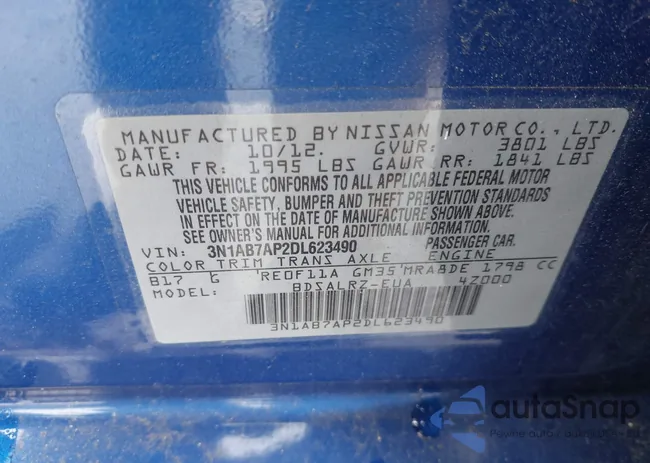 MANUFACTURED BY NISSAN MOTOR CO., LTD.
DATE: 10/12. GVWR: 3801 LBS
GAWR FR: 1995 LBS GAWR RR: 1841 LBS
THIS VEHICLE CONFORMS TO ALL APPLICABLE FEDERAL MOTOR
VEHICLE SAFETY, BUMPER AND THEFT PREVENTION STANDARDS
IN EFFECT ON THE DATE OF MANUFACTURE SHOWN ABOVE.
SEE OWNER'S MANUAL FOR ADDITIONAL INFORMATION.
VIN: 3N1AB7AP2DL623490 PASSENGER CAR.
COLOR TRIM TRANS AXLE ENGINE
B17 G RE0F11A GM35 MRA8DE 1798 CC
MODEL: BDSALRZ-EUA 4Z000
3N1AB7AP2DL623490
autoSnap